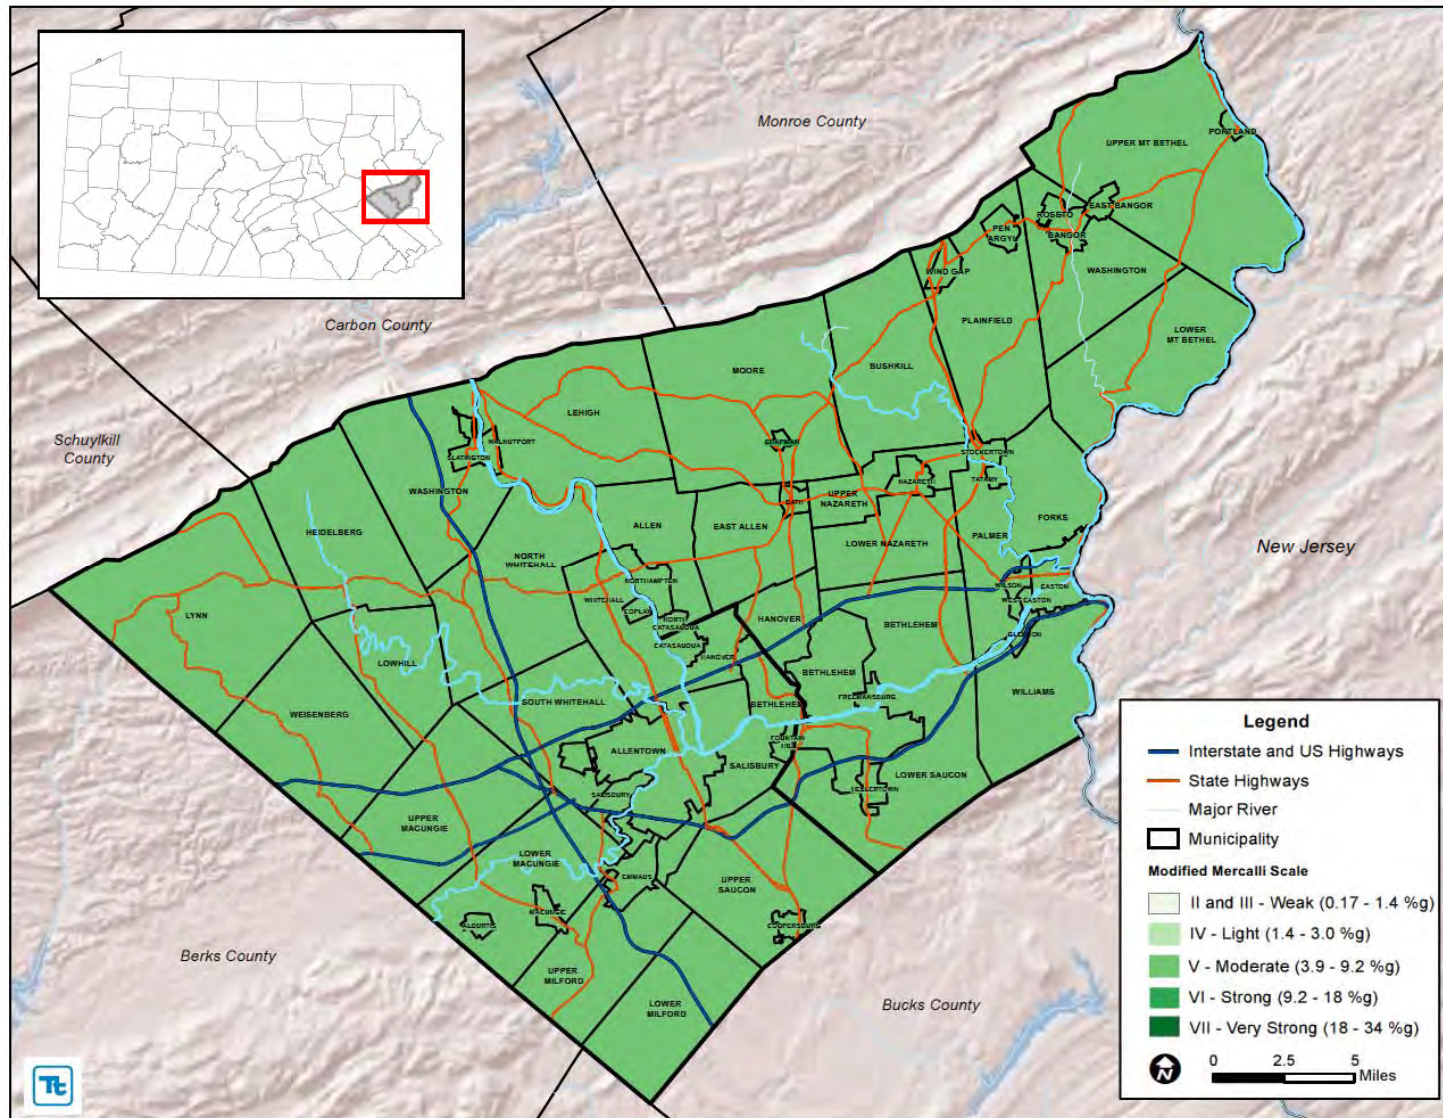 Monroe County
Carbon County
Schuylkill
County
New Jersey
Berks County
Bucks County
PORTLAND
UPPER MT BETHEL
EAST BANGOR
ROSETO
PEN
ARGYL
BANGOR
WASHINGTON
WIND GAP
PLAINFIELD
LOWER
MT BETHEL
MOORE
BUSHKILL
LEHIGH
CHAPMAN
WALNUTPORT
SLATINGTON
STOCKERTOWN
NAZARETH
TATAMY
WASHINGTON
UPPER
NAZARETH
BATH
FORKS
HEIDELBERG
ALLEN
EAST ALLEN
LOWER NAZARETH
PALMER
NORTH
WHITEHALL
NORTHAMPTON
WILSON
EASTON
WHITEHALL
WEST EASTON
COPLAY
LYNN
NORTH
CATASAUQUA
HANOVER
BETHLEHEM
GLENDON
CATASAUQUA
HANOVER
LOWHILL
BETHLEHEM
WILLIAMS
FREEMANSBURG
SOUTH WHITEHALL
BETHLEHEM
WEISENBERG
FOUNTAIN
HILL
ALLENTOWN
SALISBURY
LOWER SAUCON
HELLERTOWN
SALISBURY
UPPER
MACUNGIE
LOWER
MACUNGIE
EMMAUS
UPPER
SAUCON
MACUNGIE
ALBURTIS
COOPERSBURG
UPPER
MILFORD
LOWER
MILFORD
Legend
Interstate and US Highways
State Highways
Major River
Municipality
Modified Mercalli Scale
II and III - Weak (0.17 - 1.4 %g)
IV - Light (1.4 - 3.0 %g)
V - Moderate (3.9 - 9.2 %g)
VI - Strong (9.2 - 18 %g)
VII - Very Strong (18 - 34 %g)
N
0 2.5 5
Miles
Tt